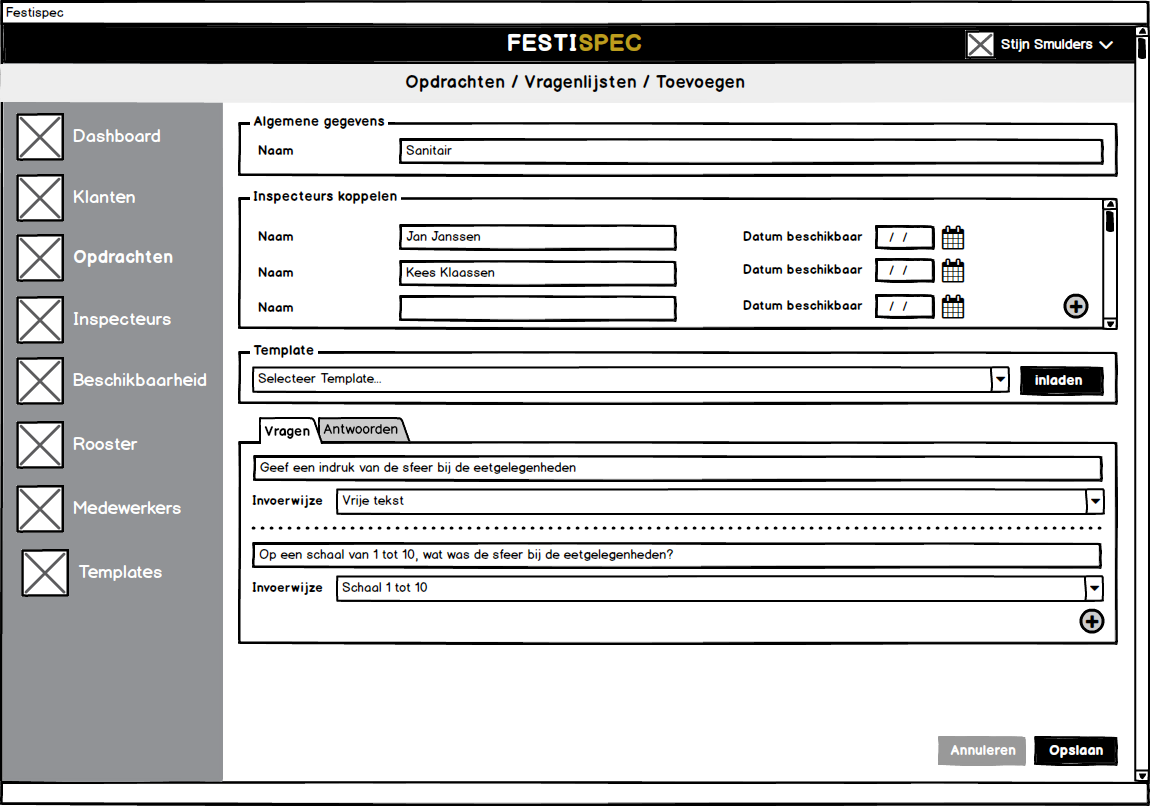 Festispec
FESTISPEC
Stijn Smulders
Opdrachten / Vragenlijsten / Toevoegen
Dashboard
Klanten
Opdrachten
Inspecteurs
Beschikbaarheid
Rooster
Medewerkers
Templates
Algemene gegevens
Naam Sanitair
Inspecteurs koppelen
Naam Jan Janssen Datum beschikbaar / /
Naam Kees Klaassen Datum beschikbaar / /
Naam Datum beschikbaar / /
Template
Selecteer Template... inladen
Vragen Antwoorden
Geef een indruk van de sfeer bij de eetgelegenheden
Invoerwijze Vrije tekst
Op een schaal van 1 tot 10, wat was de sfeer bij de eetgelegenheden?
Invoerwijze Schaal 1 tot 10
Annuleren Opslaan